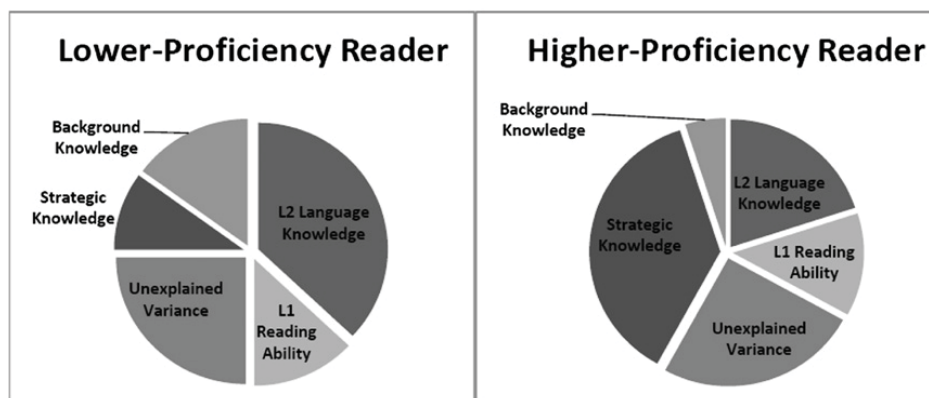 Lower-Proficiency Reader
Background
Knowledge
Strategic
Knowledge
L2 Language
Knowledge
Unexplained
Variance
L1
Reading
Ability
Higher-Proficiency Reader
Background
Knowledge
L2 Language
Knowledge
Strategic
Knowledge
L1 Reading
Ability
Unexplained
Variance